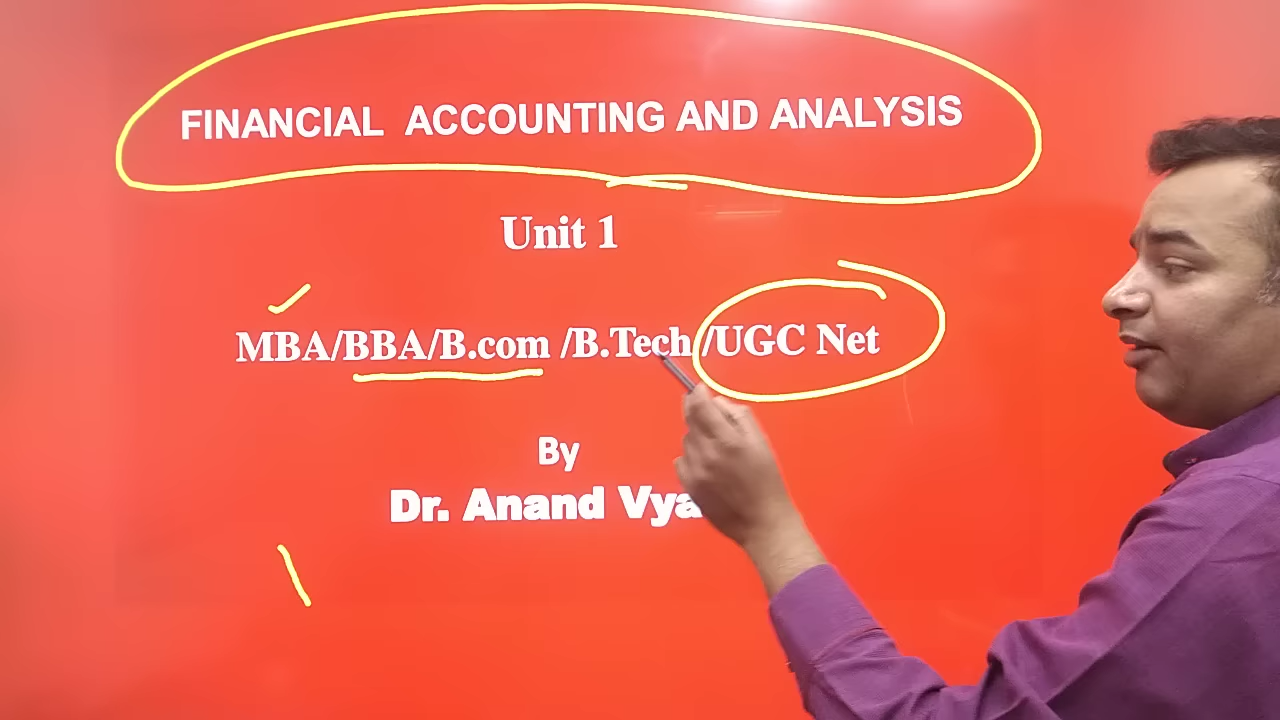 FINANCIAL ACCOUNTING AND ANALYSIS
Unit 1
MBA/BBA/B.com /B.Tech /UGC Net
By
Dr. Anand